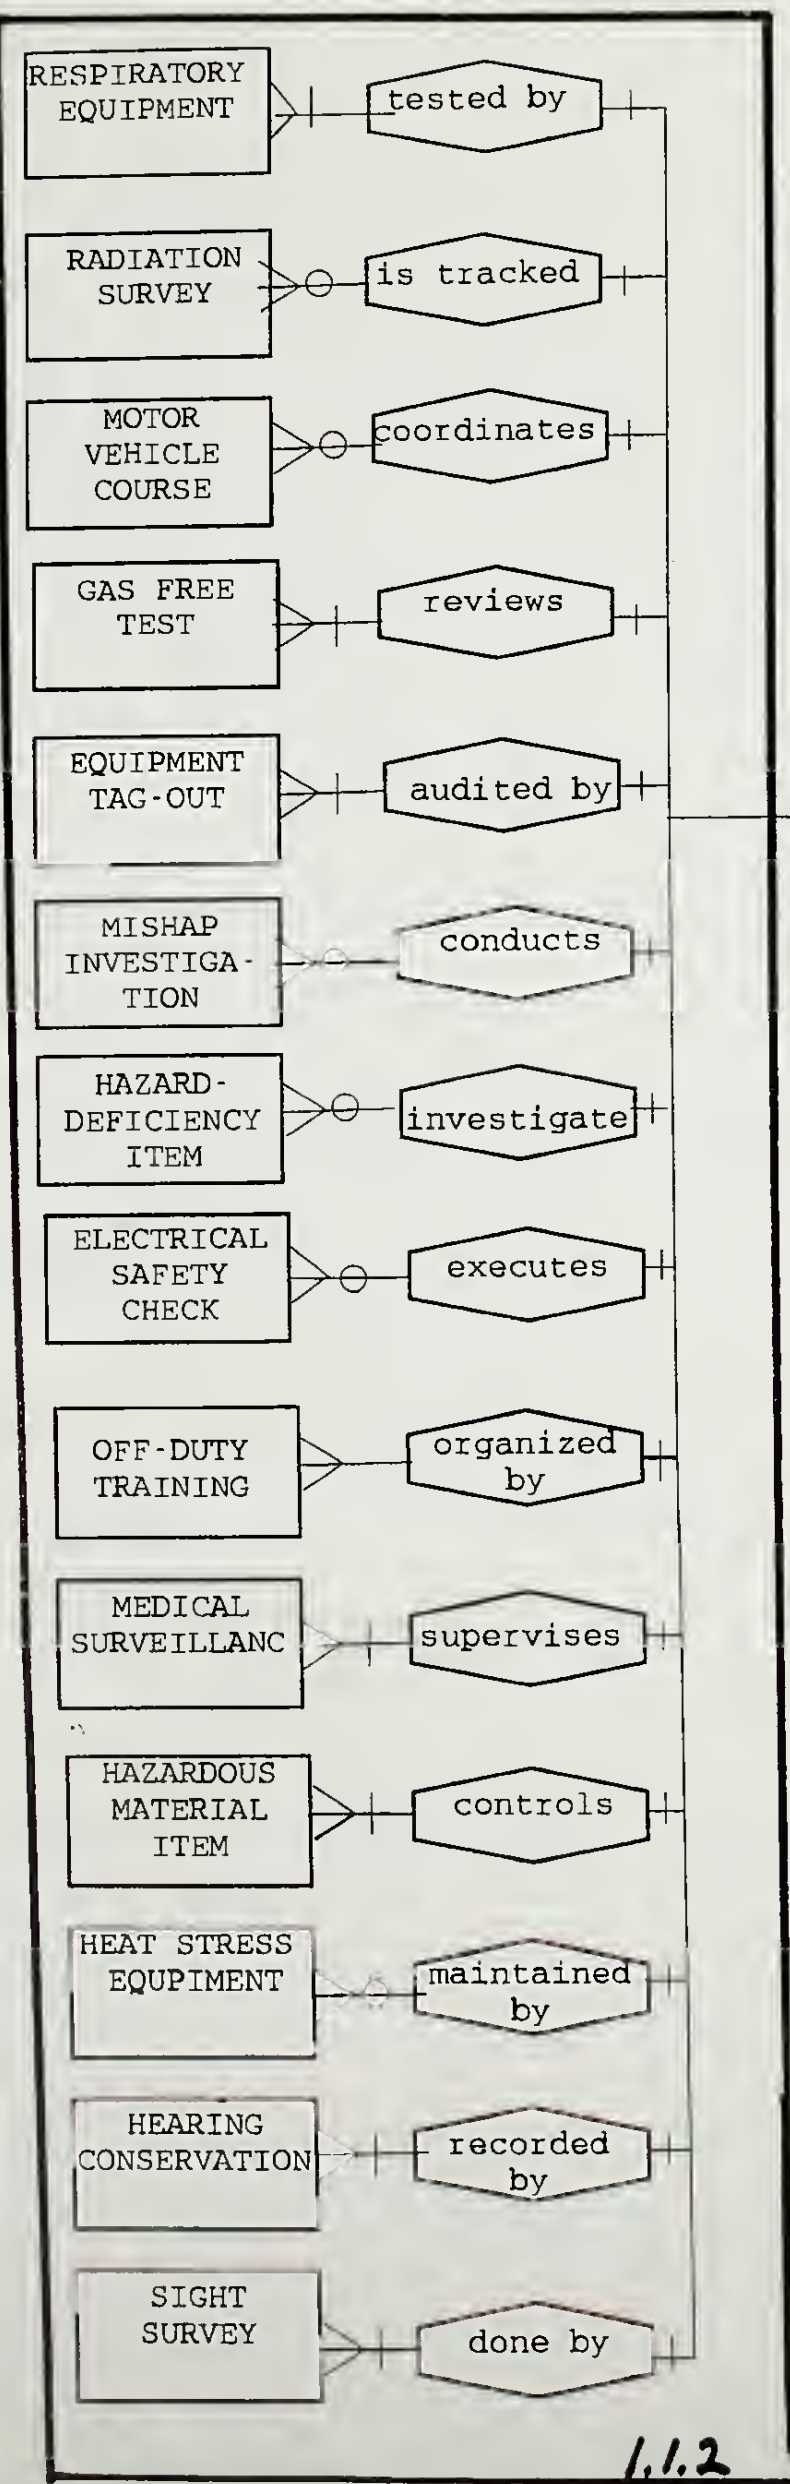 RESPIRATORY
EQUIPMENT
tested by
RADIATION
SURVEY
is tracked
MOTOR
VEHICLE
COURSE
coordinates
GAS FREE
TEST
reviews
EQUIPMENT
TAG-OUT
audited by
MISHAP
INVESTIGA-
TION
conducts
HAZARD-
DEFICIENCY
ITEM
investigate
ELECTRICAL
SAFETY
CHECK
executes
OFF-DUTY
TRAINING
organized
by
MEDICAL
SURVEILLANC
supervises
HAZARDOUS
MATERIAL
ITEM
controls
HEAT STRESS
EQUPIMENT
maintained
by
HEARING
CONSERVATION
recorded
by
SIGHT
SURVEY
done by
1.1.2